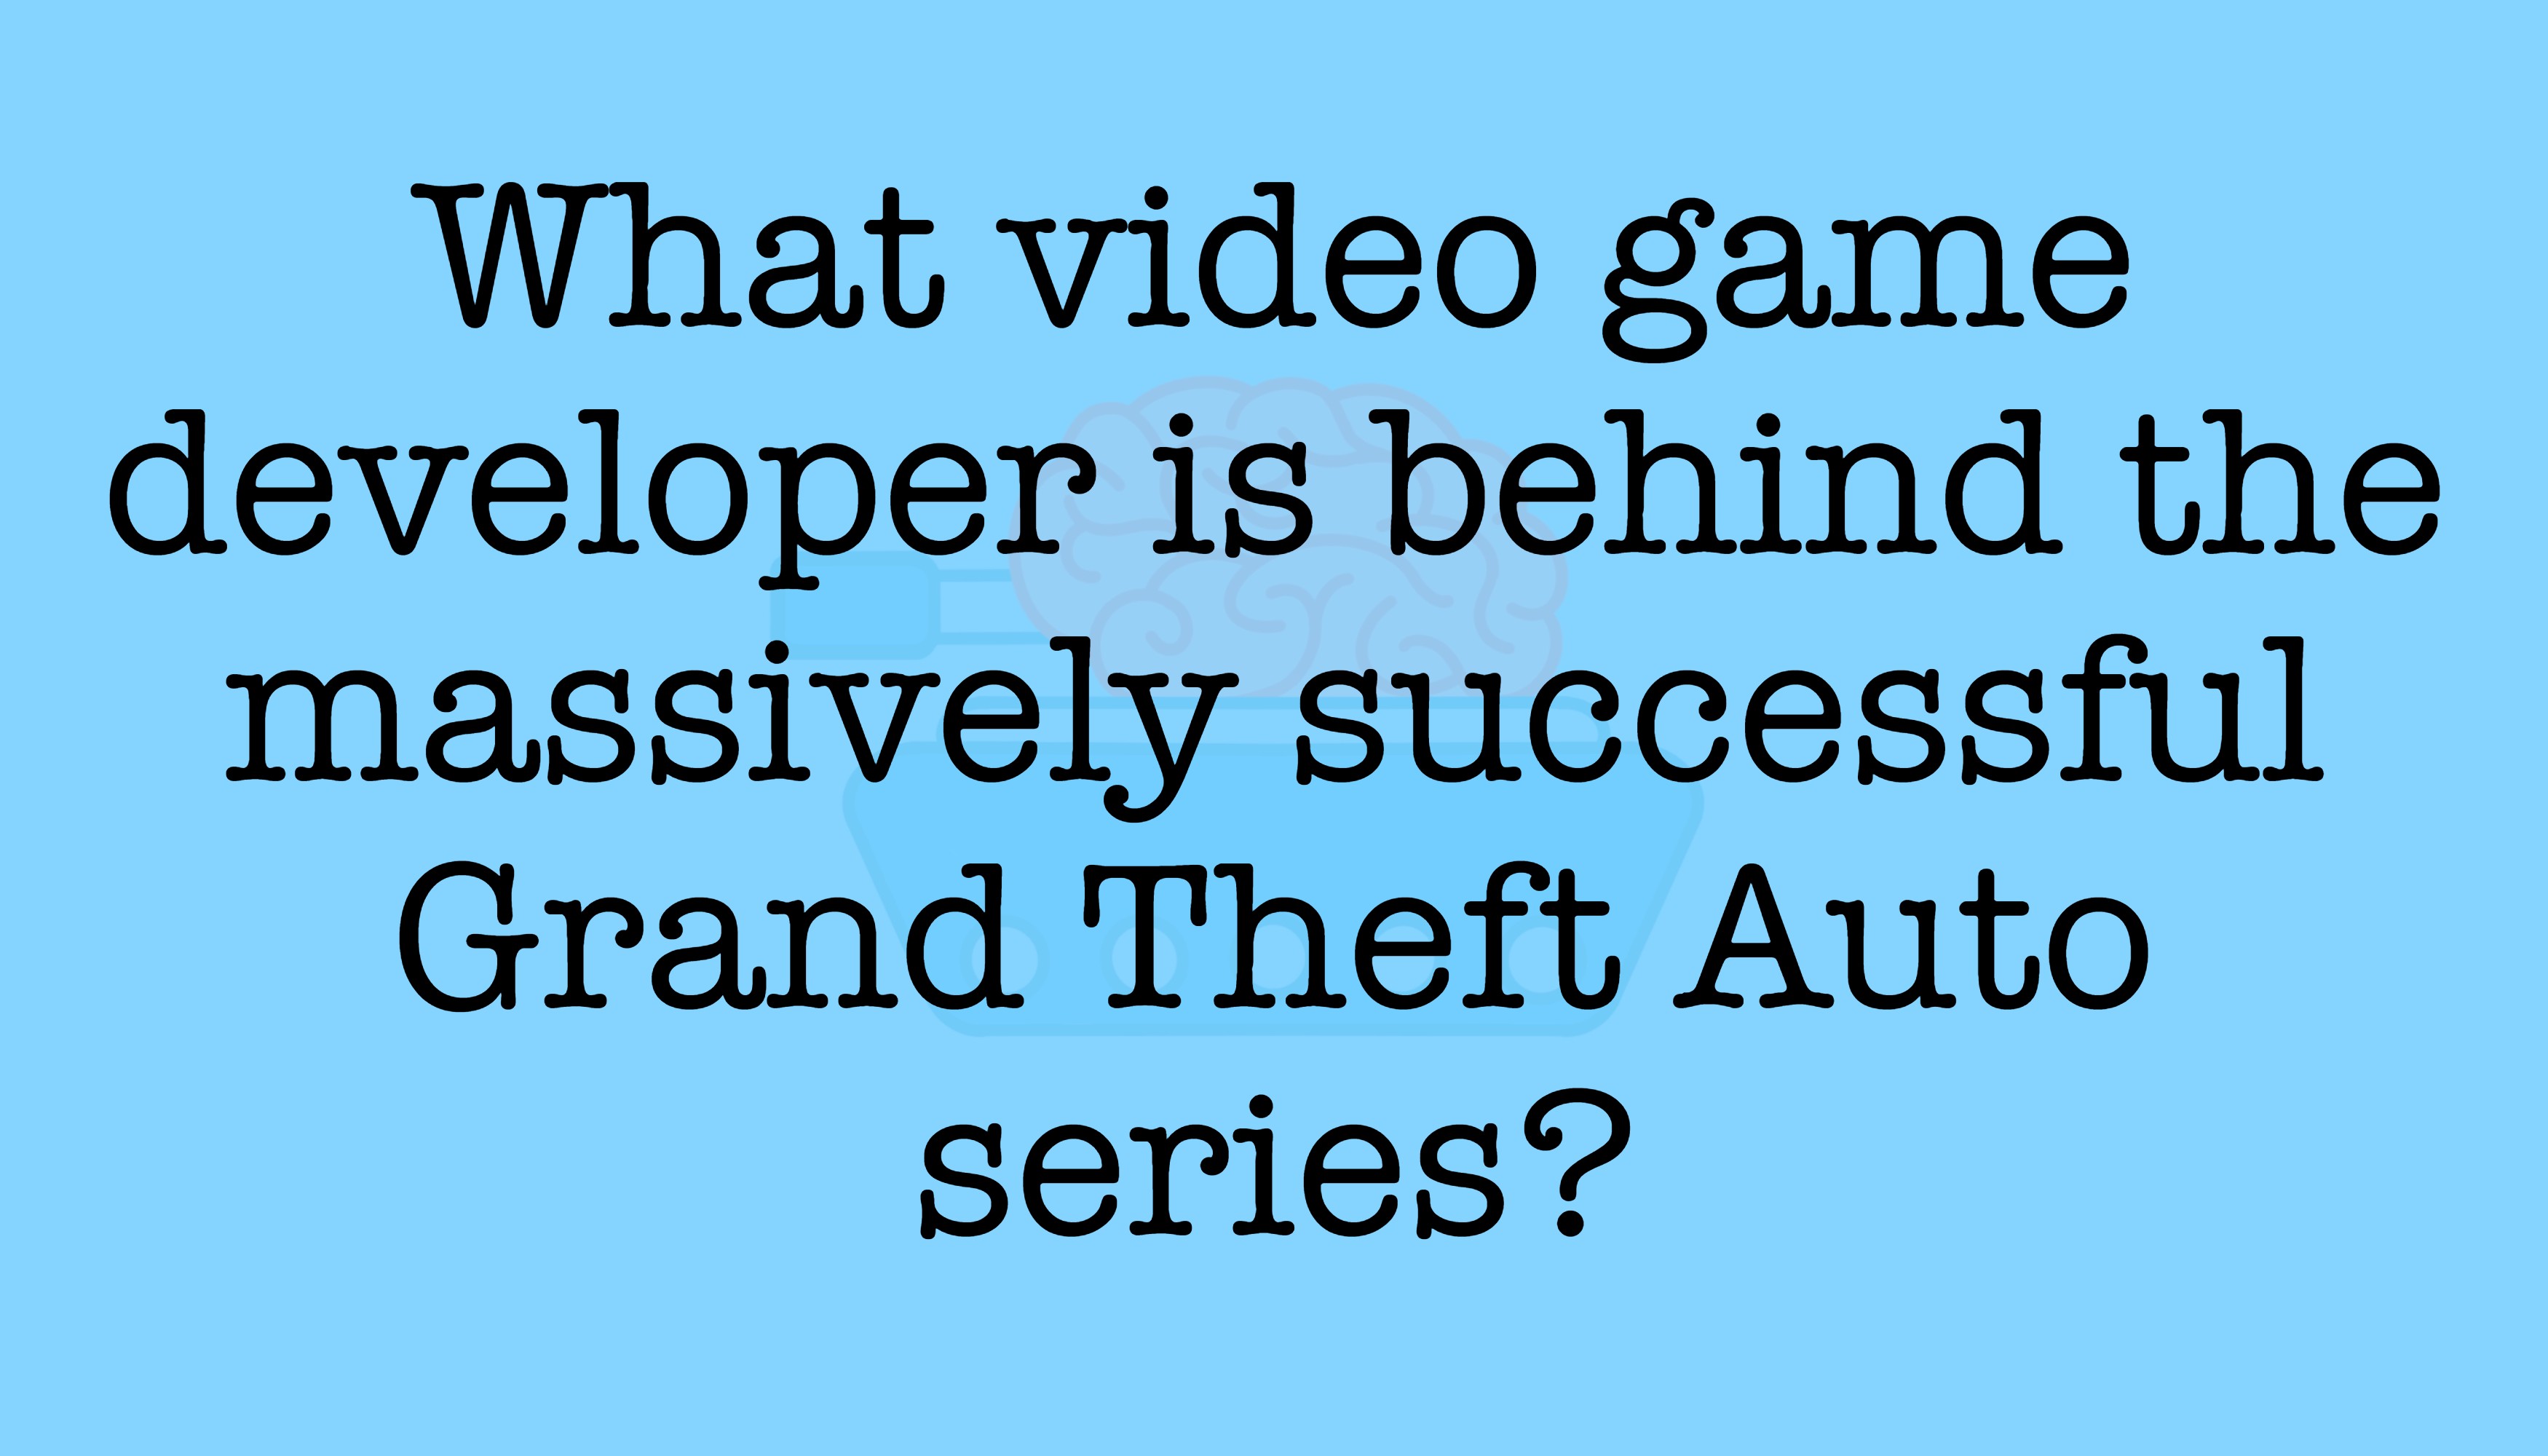 What video game
developer is behind the
massively successful
Grand Theft Auto
series?